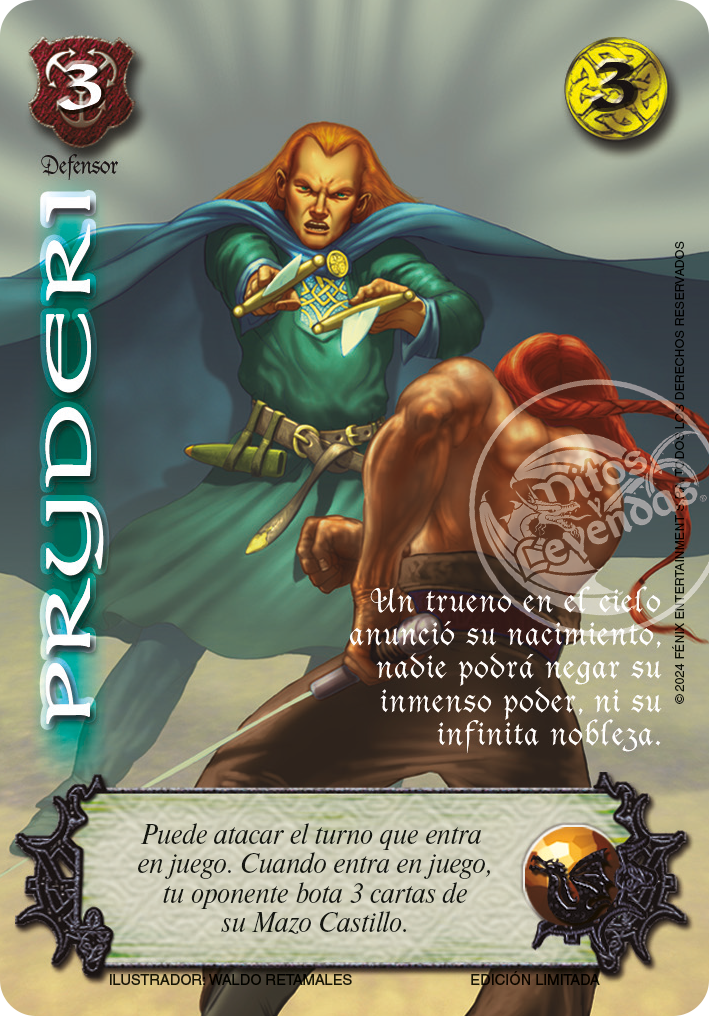 3
3
Defensor
PRYDERI
Un trueno en el cielo
anunció su nacimiento,
nadie podrá negar su
inmenso poder, ni su
infinita nobleza.
Mitos
y
Leyendas®
© 2024 FÉNIX ENTERTAINMENT S TODOS LOS DERECHOS RESERVADOS
Puede atacar el turno que entra
en juego. Cuando entra en juego,
tu oponente bota 3 cartas de
su Mazo Castillo.
ILUSTRADOR: WALDO RETAMALES
EDICIÓN LIMITADA